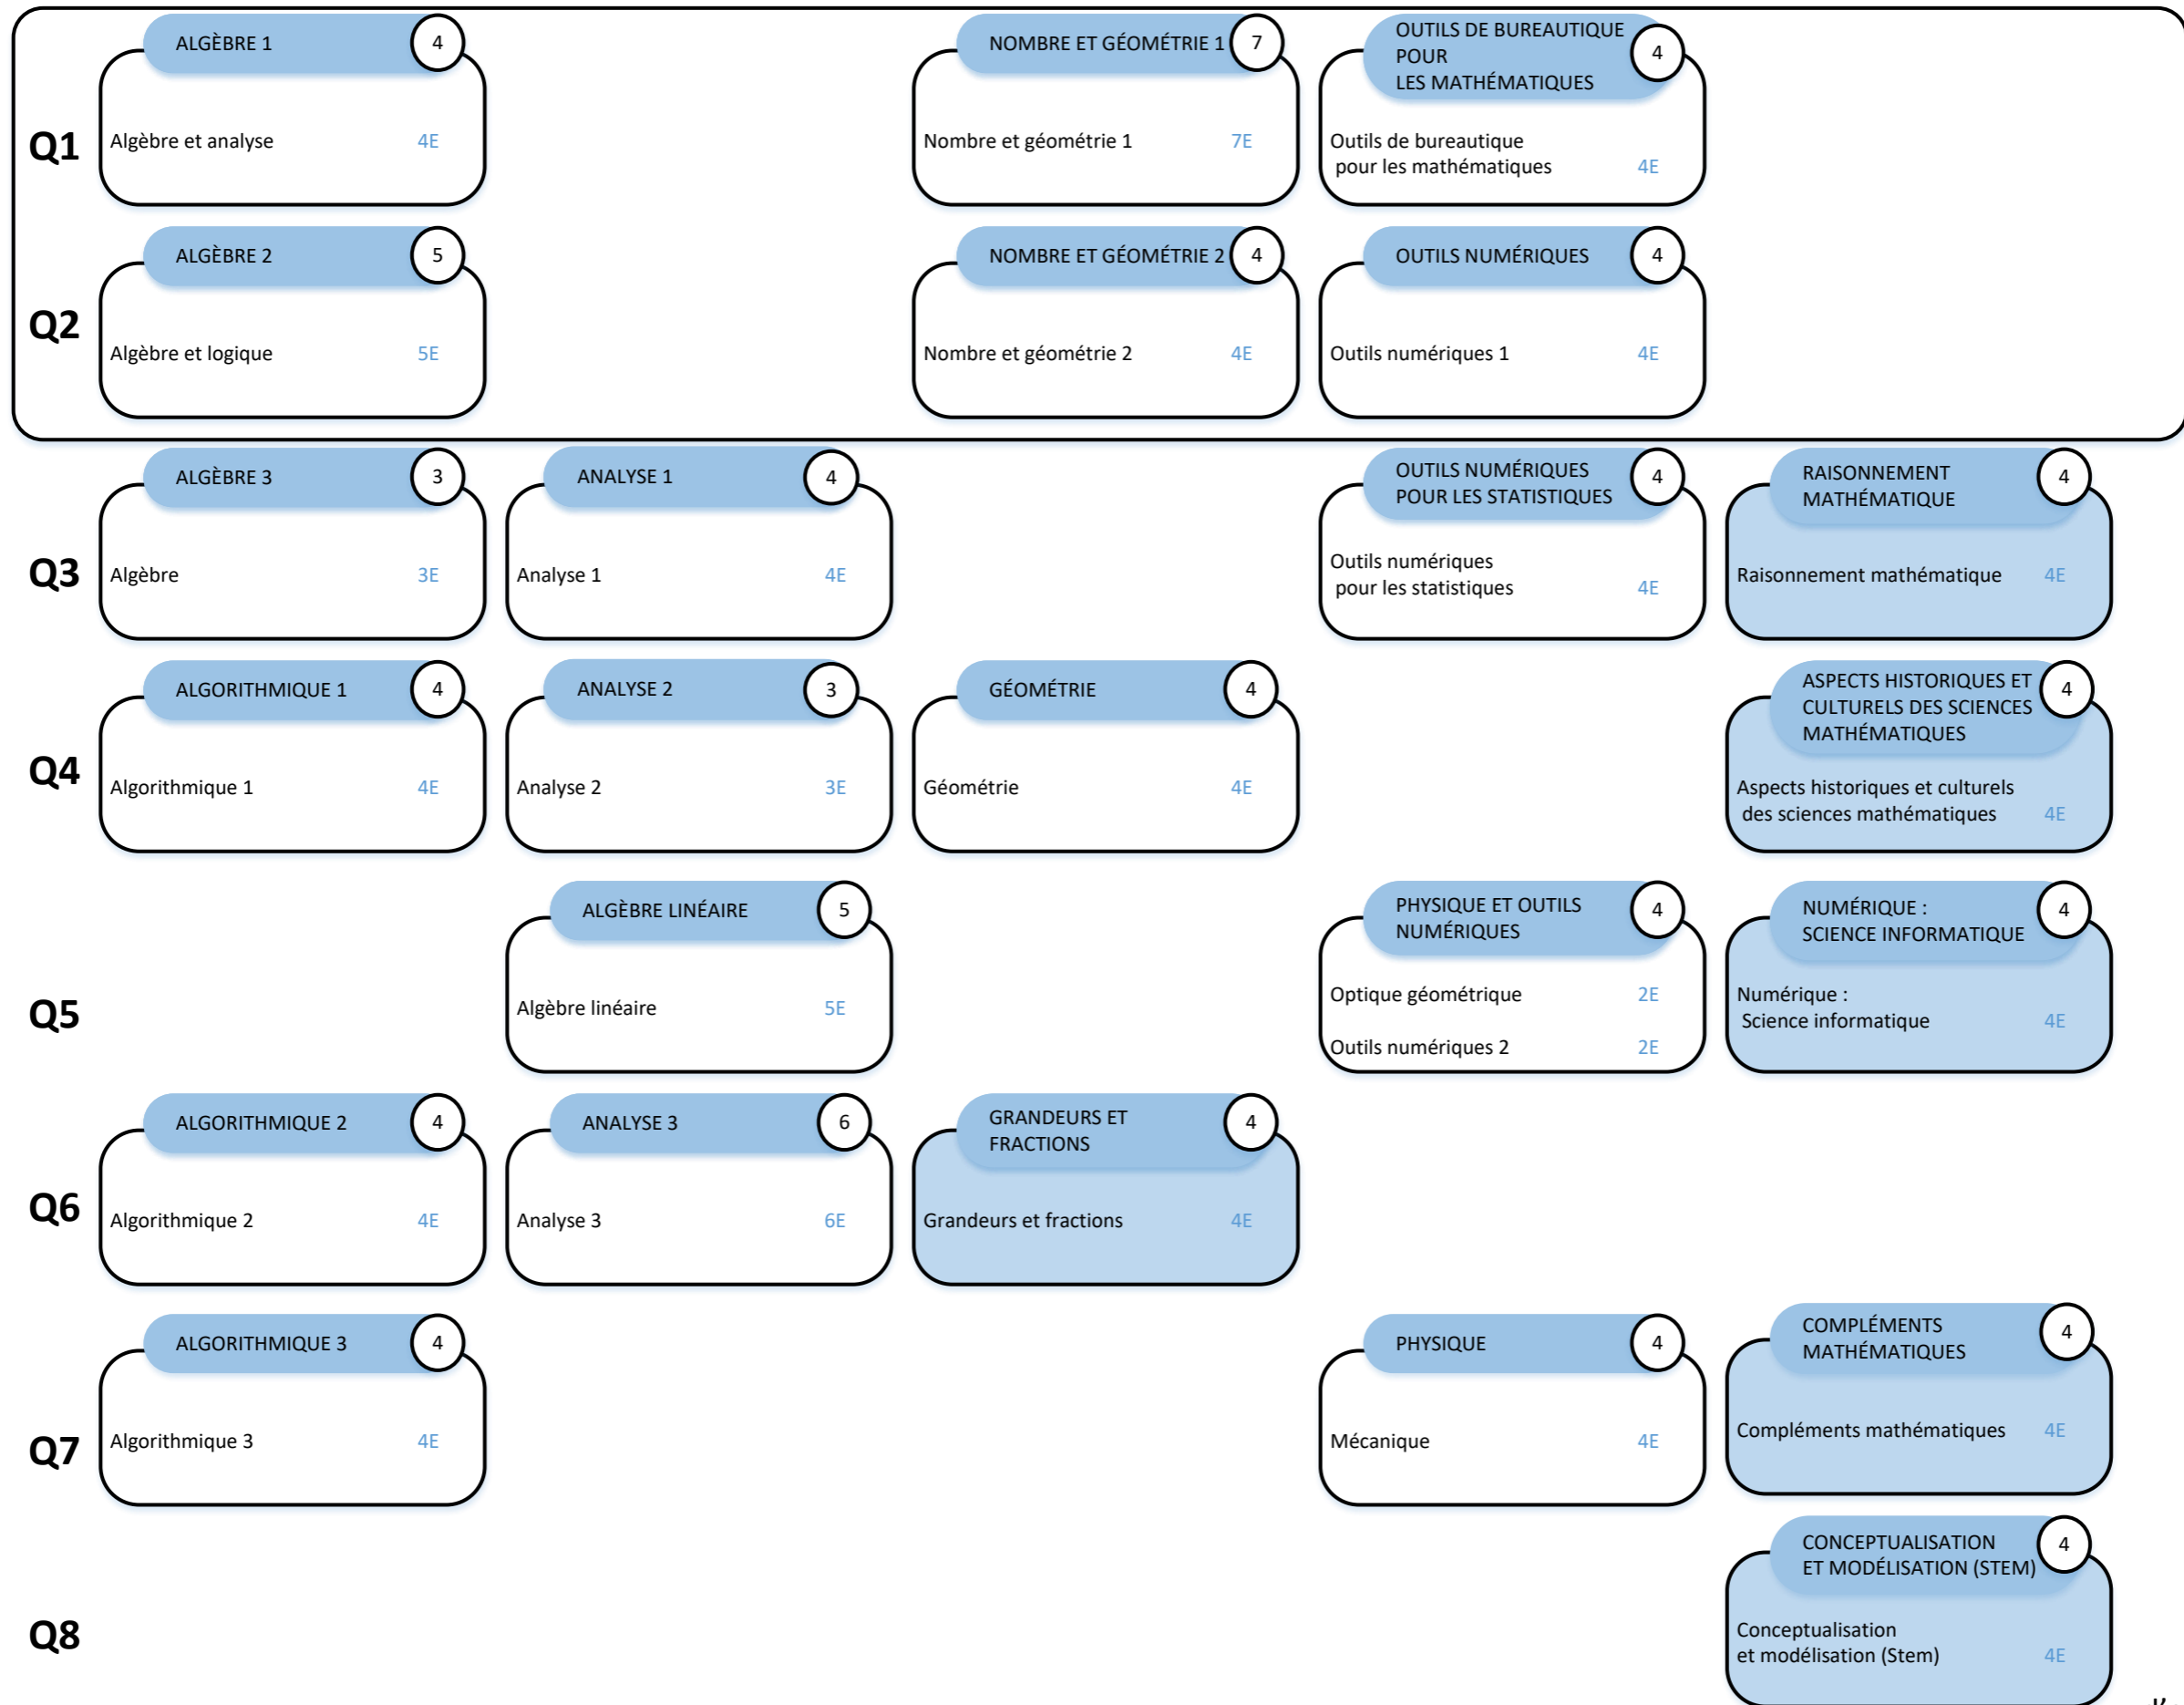 ALGÈBRE 1
4
Algèbre et analyse 4E
NOMBRE ET GÉOMÉTRIE 1
7
Nombre et géométrie 1 7E
OUTILS DE BUREAUTIQUE
POUR
LES MATHÉMATIQUES
4
Outils de bureautique
pour les mathématiques 4E
Q1
ALGÈBRE 2
5
Algèbre et logique 5E
NOMBRE ET GÉOMÉTRIE 2
4
Nombre et géométrie 2 4E
OUTILS NUMÉRIQUES
4
Outils numériques 1 4E
Q2
ALGÈBRE 3
3
Algèbre 3E
ANALYSE 1
4
Analyse 1 4E
OUTILS NUMÉRIQUES
POUR LES STATISTIQUES
4
Outils numériques
pour les statistiques 4E
RAISONNEMENT
MATHÉMATIQUE
4
Raisonnement mathématique 4E
Q3
ALGORITHMIQUE 1
4
Algorithmique 1 4E
ANALYSE 2
3
Analyse 2 3E
GÉOMÉTRIE
4
Géométrie 4E
ASPECTS HISTORIQUES ET
CULTURELS DES SCIENCES
MATHÉMATIQUES
4
Aspects historiques et culturels
des sciences mathématiques 4E
Q4
ALGÈBRE LINÉAIRE
5
Algèbre linéaire 5E
PHYSIQUE ET OUTILS
NUMÉRIQUES
4
Optique géométrique 2E
Outils numériques 2 2E
NUMÉRIQUE :
SCIENCE INFORMATIQUE
4
Numérique :
Science informatique 4E
Q5
ALGORITHMIQUE 2
4
Algorithmique 2 4E
ANALYSE 3
6
Analyse 3 6E
GRANDEURS ET
FRACTIONS
4
Grandeurs et fractions 4E
Q6
ALGORITHMIQUE 3
4
Algorithmique 3 4E
PHYSIQUE
4
Mécanique 4E
COMPLÉMENTS
MATHÉMATIQUES
4
Compléments mathématiques 4E
Q7
CONCEPTUALISATION
ET MODÉLISATION (STEM)
4
Conceptualisation
et modélisation (Stem) 4E
Q8